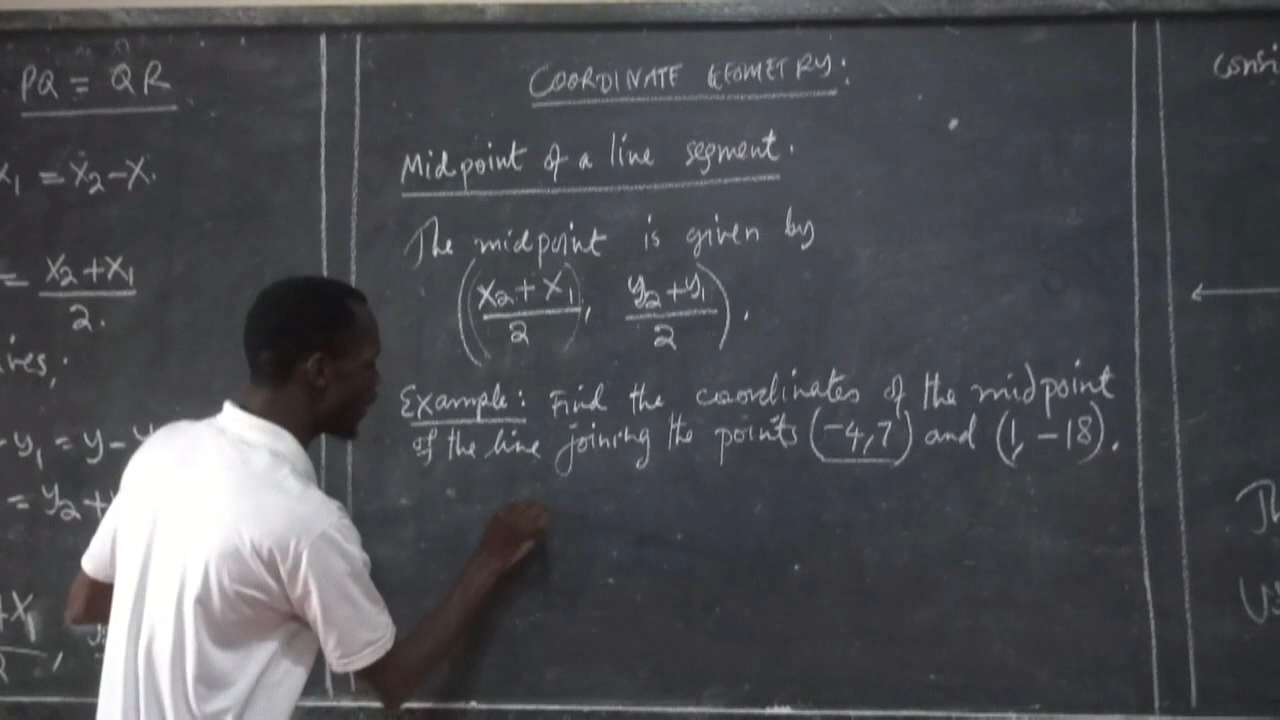 PQ = QR
x₁ = x₂-x.
= x₂+x₁
2.
-y₁ = y-
= y₂+
+x₁
2,
COORDINATE GEOMETRY:
Midpoint of a line segment.
The midpoint is given by
(x₂+x₁/2, y₂+y₁/2).
Example: Find the coordinates of the midpoint
of the line joining the points (-4,7) and (1, -18).